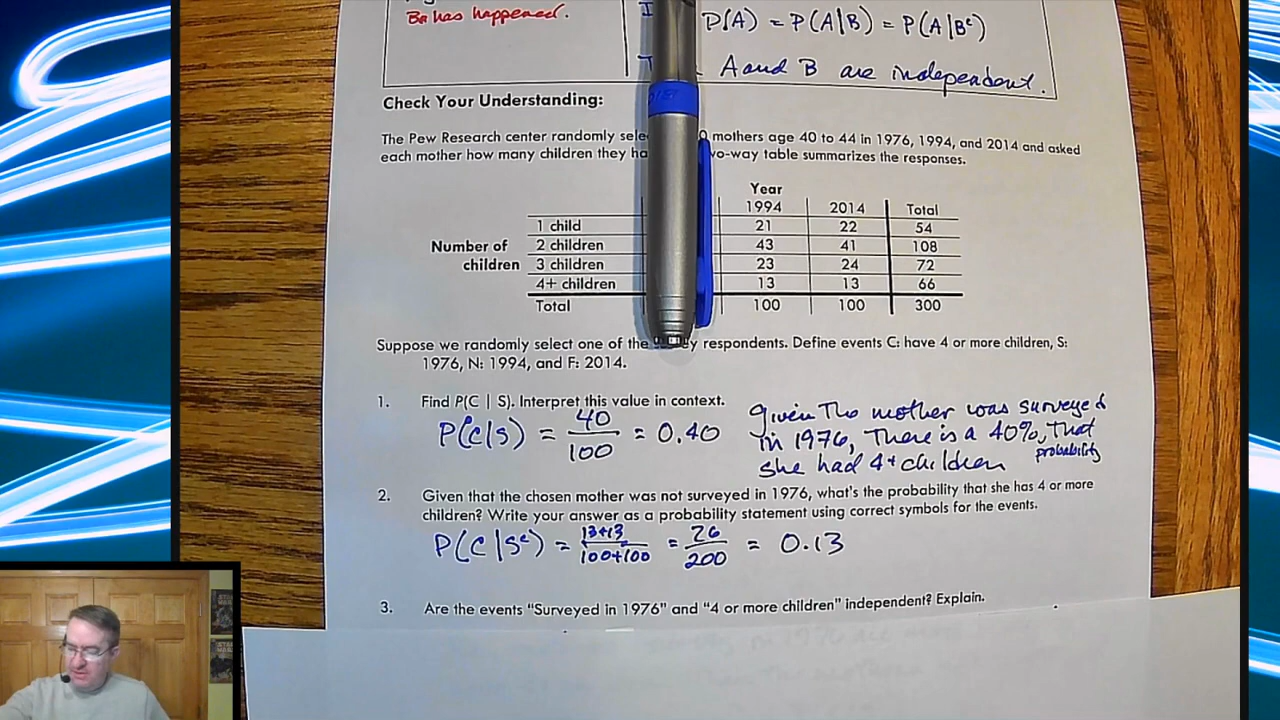 Ba has happened.
P(A) = P(A|B) = P(A|Bᶜ)
A and B are independent.
Check Your Understanding:
The Pew Research center randomly sele 0 mothers age 40 to 44 in 1976, 1994, and 2014 and asked
each mother how many children they ha vo-way table summarizes the responses.
Year
1994 2014 Total
1 child 21 22 54
Number of 2 children 43 41 108
children 3 children 23 24 72
4+ children 13 13 66
Total 100 100 300
Suppose we randomly select one of the y respondents. Define events C: have 4 or more children, S:
1976, N: 1994, and F: 2014.
1. Find P(C | S). Interpret this value in context.
P(C|S) = 40/100 = 0.40
Given the mother was surveyed
in 1976, there is a 40% that
probability
she had 4+ children
2. Given that the chosen mother was not surveyed in 1976, what's the probability that she has 4 or more
children? Write your answer as a probability statement using correct symbols for the events.
P(C|Sᶜ) = 13+13/100+100 = 26/200 = 0.13
3. Are the events "Surveyed in 1976" and "4 or more children" independent? Explain.